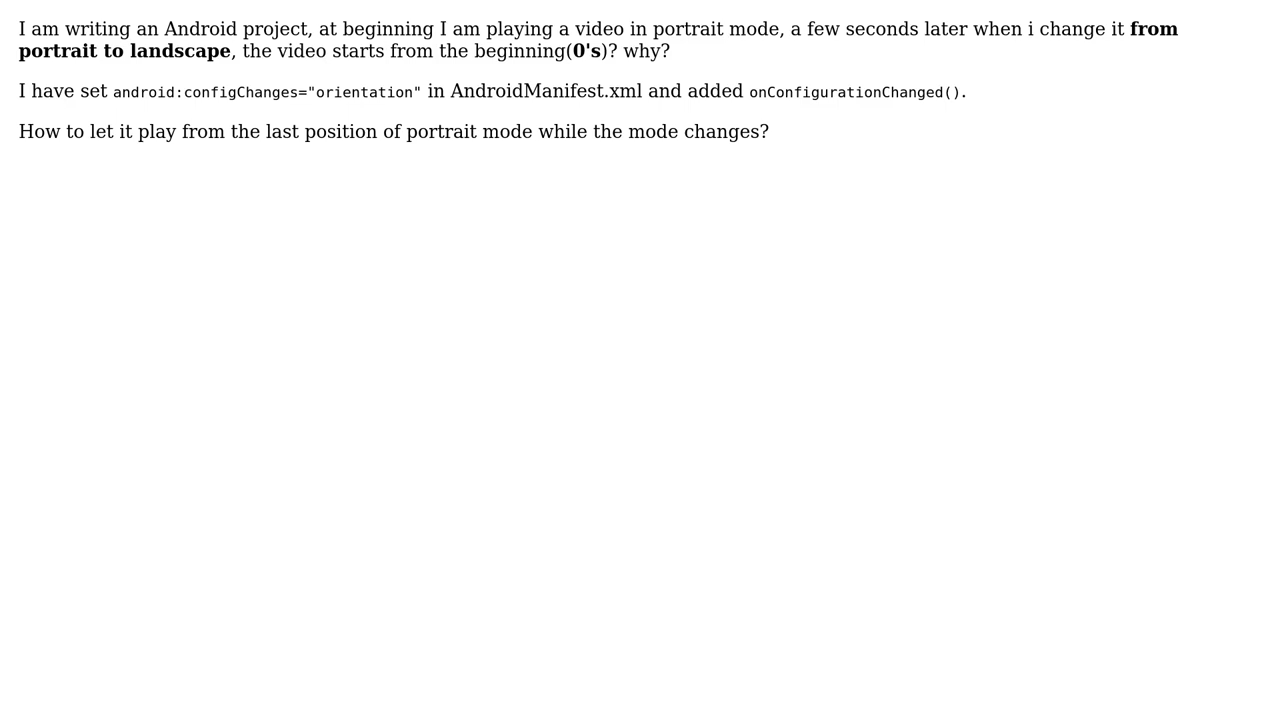 I am writing an Android project, at beginning I am playing a video in portrait mode, a few seconds later when i change it from
portrait to landscape, the video starts from the beginning(0's)? why?
I have set android:configChanges="orientation" in AndroidManifest.xml and added onConfigurationChanged().
How to let it play from the last position of portrait mode while the mode changes?